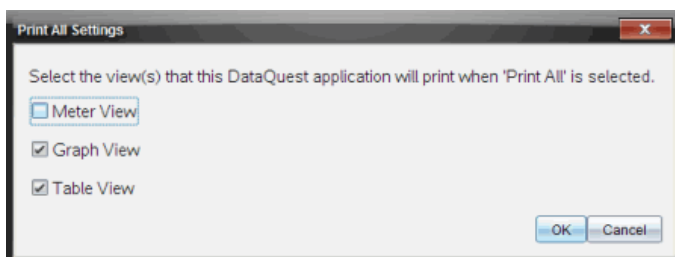 Print All Settings
Select the view(s) that this DataQuest application will print when 'Print All' is selected.
Meter View
Graph View
Table View
OK Cancel